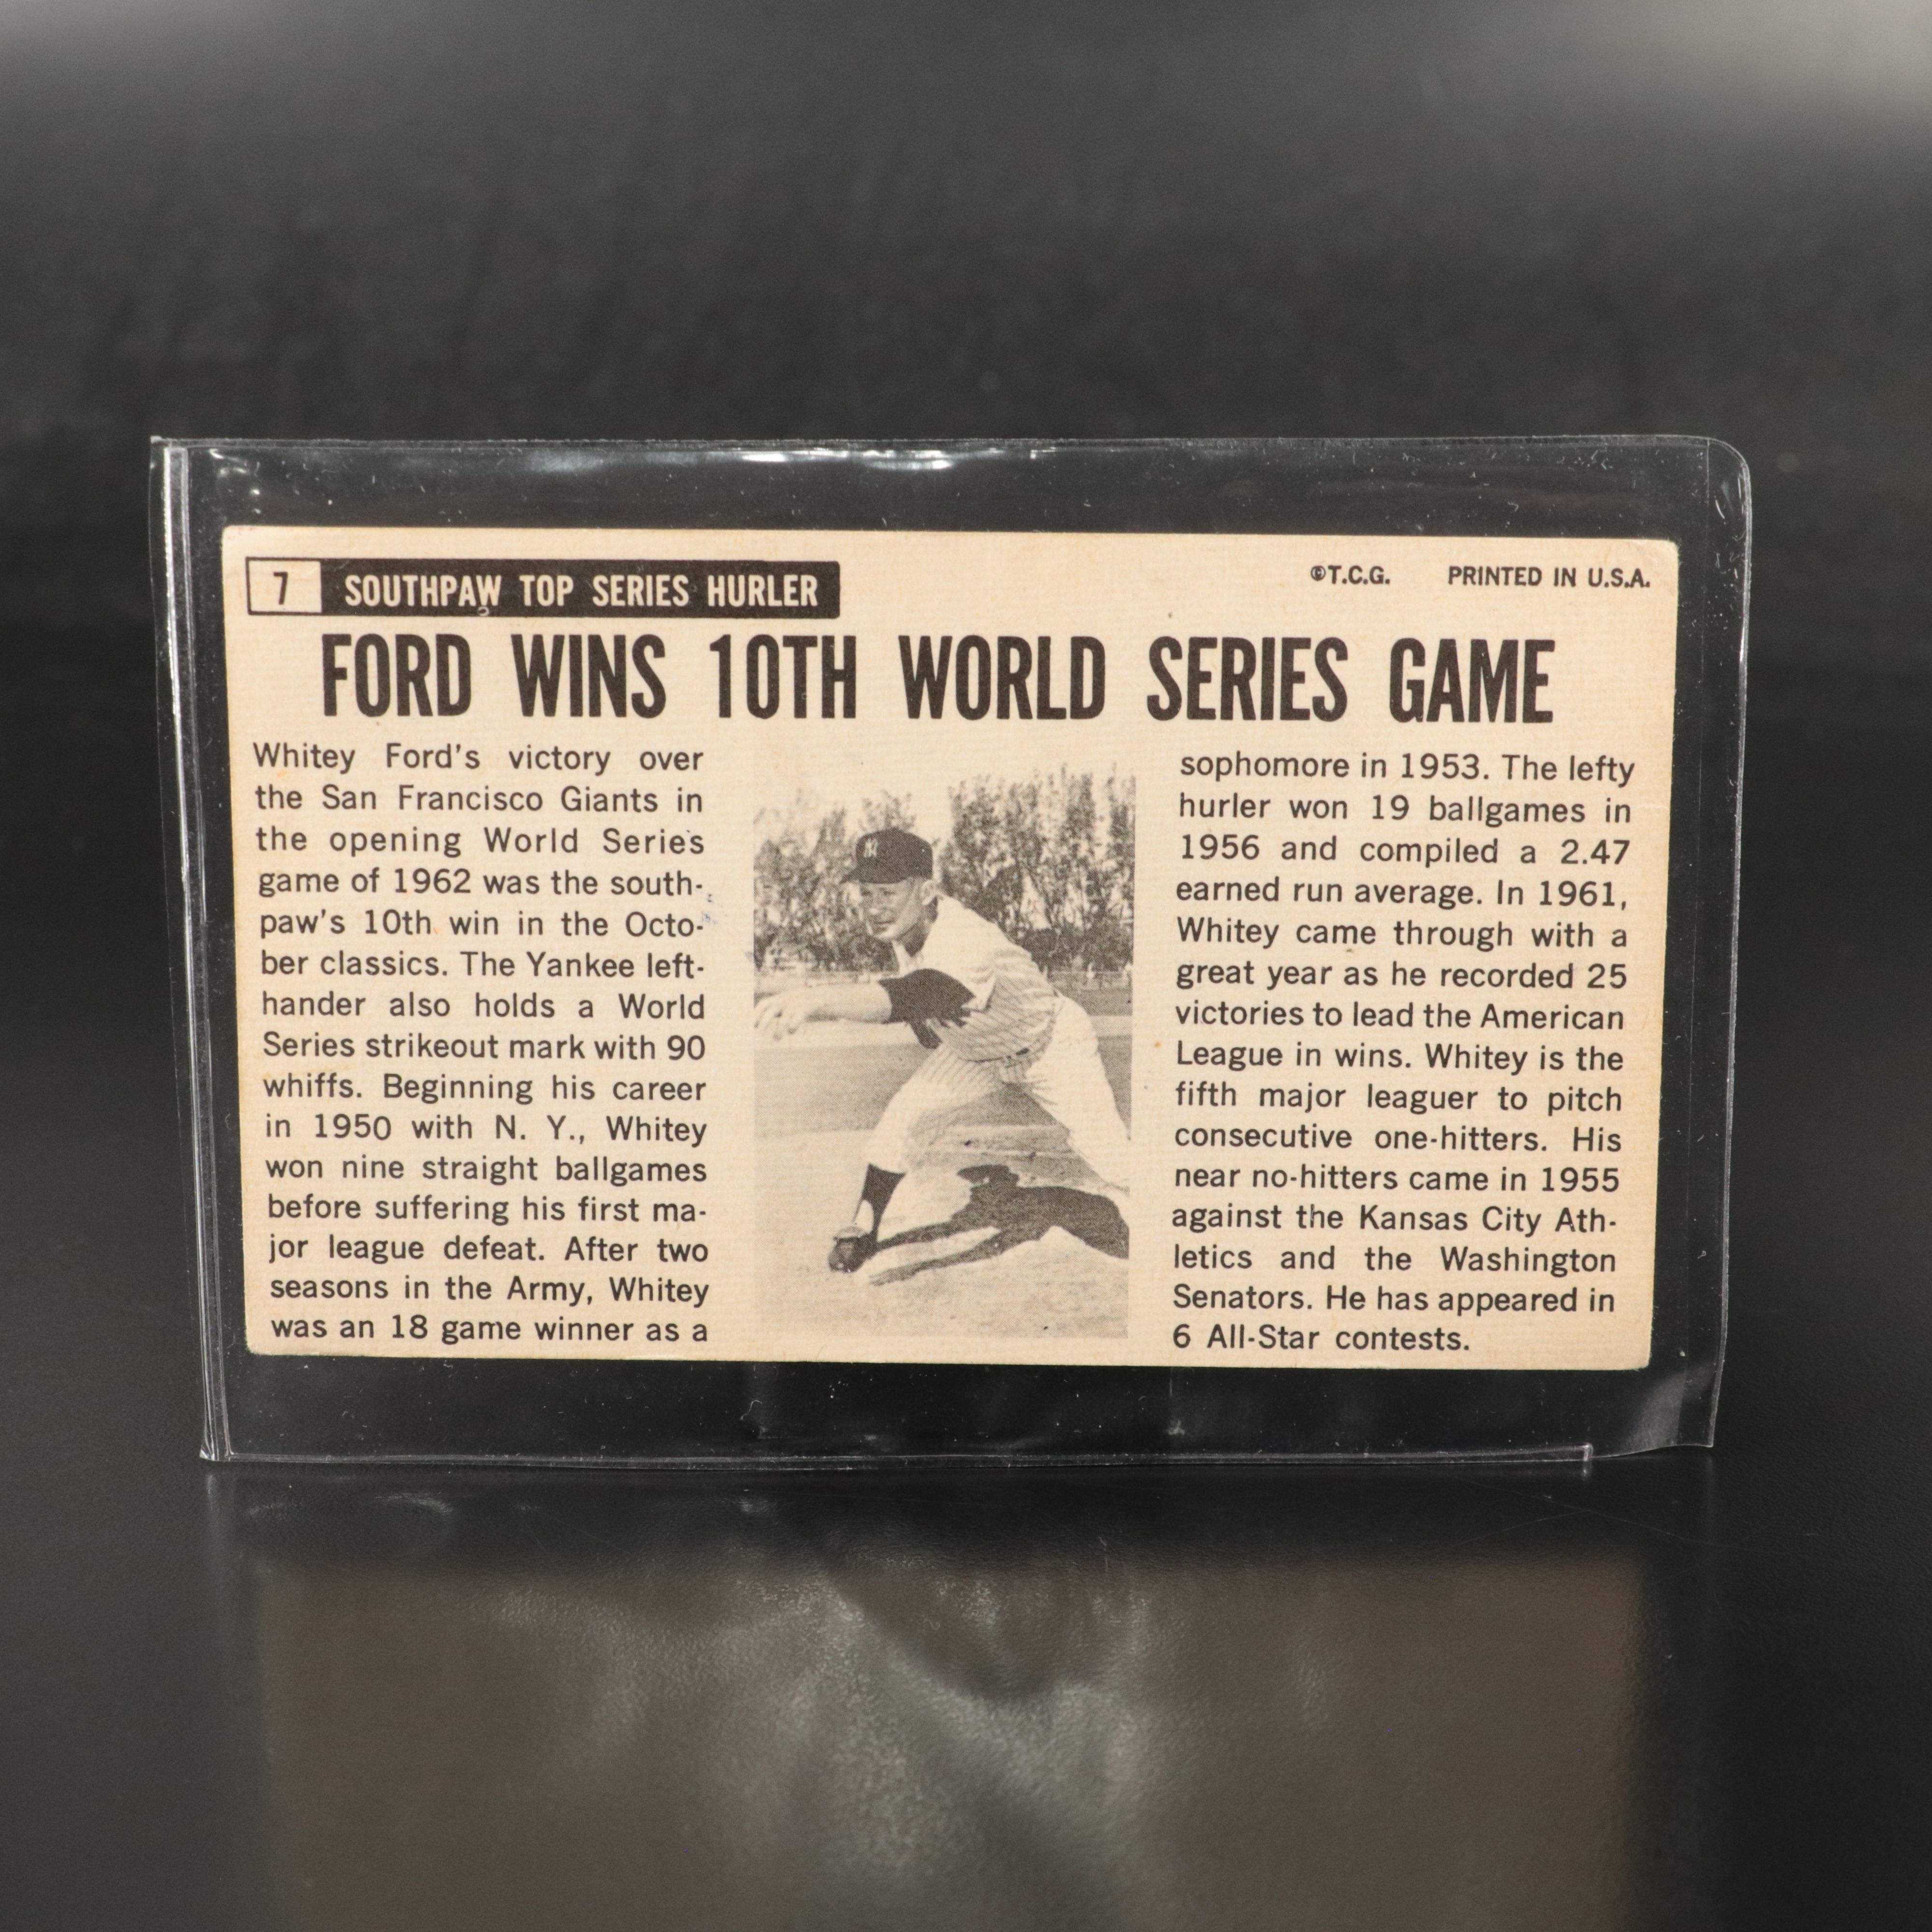 7 SOUTHPAW TOP SERIES HURLER
©T.C.G. PRINTED IN U.S.A.
FORD WINS 10TH WORLD SERIES GAME
Whitey Ford's victory over
the San Francisco Giants in
the opening World Series
game of 1962 was the south-
paw's 10th win in the Octo-
ber classics. The Yankee left-
hander also holds a World
Series strikeout mark with 90
whiffs. Beginning his career
in 1950 with N. Y., Whitey
won nine straight ballgames
before suffering his first ma-
jor league defeat. After two
seasons in the Army, Whitey
was an 18 game winner as a
sophomore in 1953. The lefty
hurler won 19 ballgames in
1956 and compiled a 2.47
earned run average. In 1961,
Whitey came through with a
great year as he recorded 25
victories to lead the American
League in wins. Whitey is the
fifth major leaguer to pitch
consecutive one-hitters. His
near no-hitters came in 1955
against the Kansas City Ath-
letics and the Washington
Senators. He has appeared in
6 All-Star contests.
NY